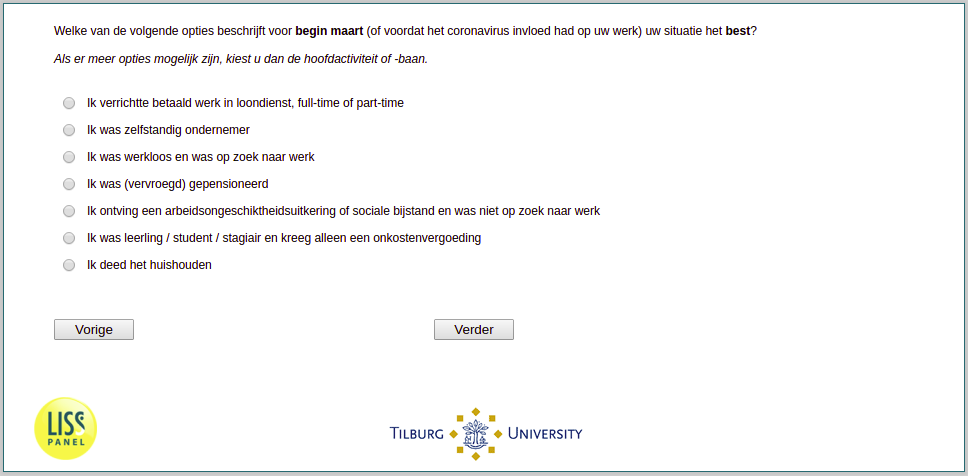 Welke van de volgende opties beschrijft voor begin maart (of voordat het coronavirus invloed had op uw werk) uw situatie het best?
Als er meer opties mogelijk zijn, kiest u dan de hoofdactiviteit of -baan.
Ik verrichtte betaald werk in loondienst, full-time of part-time
Ik was zelfstandig ondernemer
Ik was werkloos en was op zoek naar werk
Ik was (vervroegd) gepensioneerd
Ik ontving een arbeidsongeschiktheidsuitkering of sociale bijstand en was niet op zoek naar werk
Ik was leerling / student / stagiair en kreeg alleen een onkostenvergoeding
Ik deed het huishouden
Vorige Verder
LISS
PANEL
TILBURG UNIVERSITY